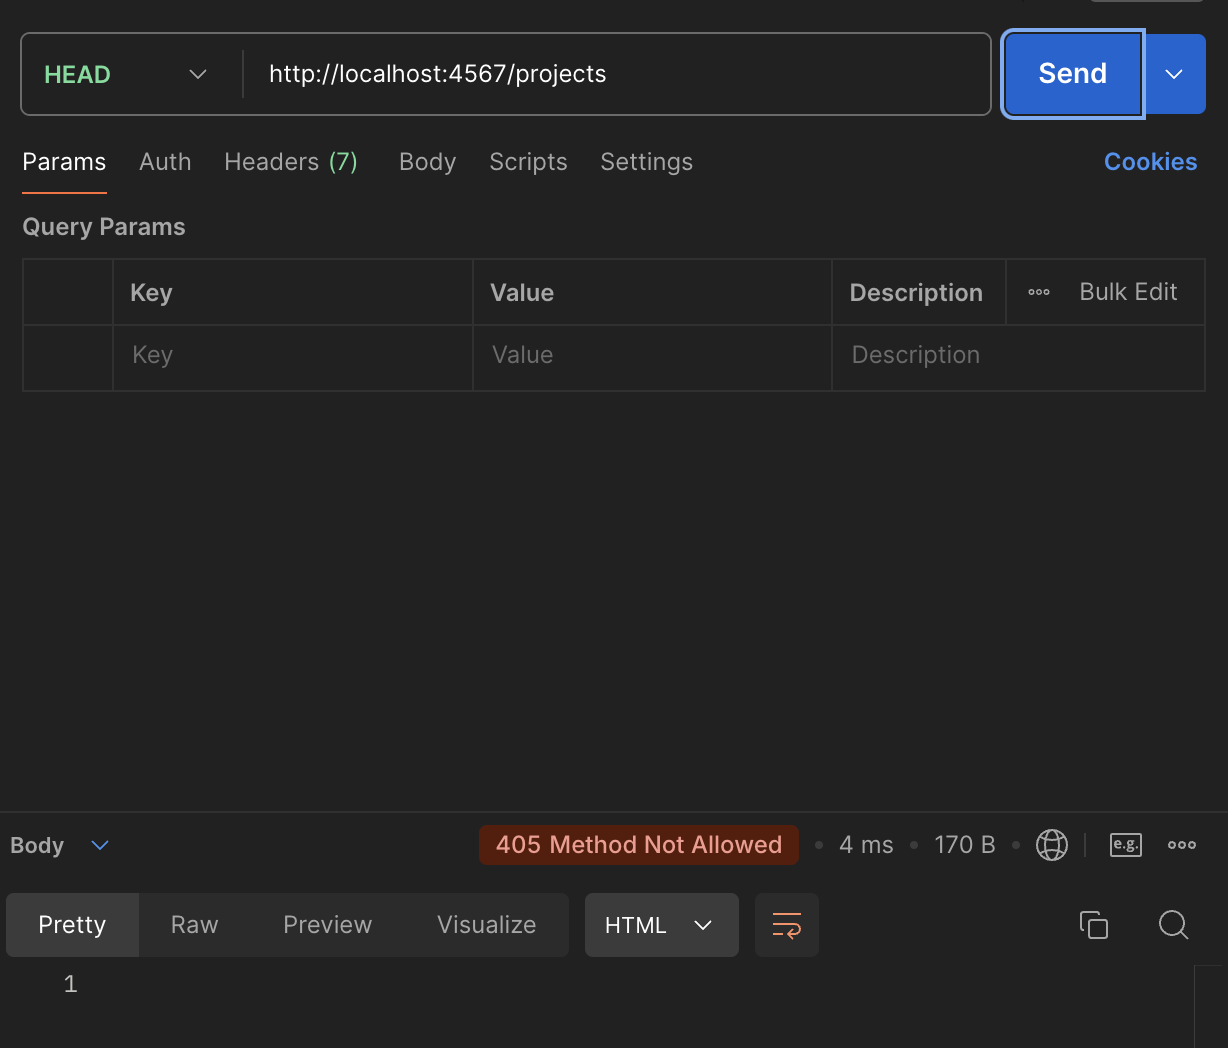 HEAD http://localhost:4567/projects Send
Params Auth Headers (7) Body Scripts Settings Cookies
Query Params
Key Value Description Bulk Edit
Key Value Description
Body 405 Method Not Allowed • 4 ms • 170 B • e.g.
Pretty Raw Preview Visualize HTML
1